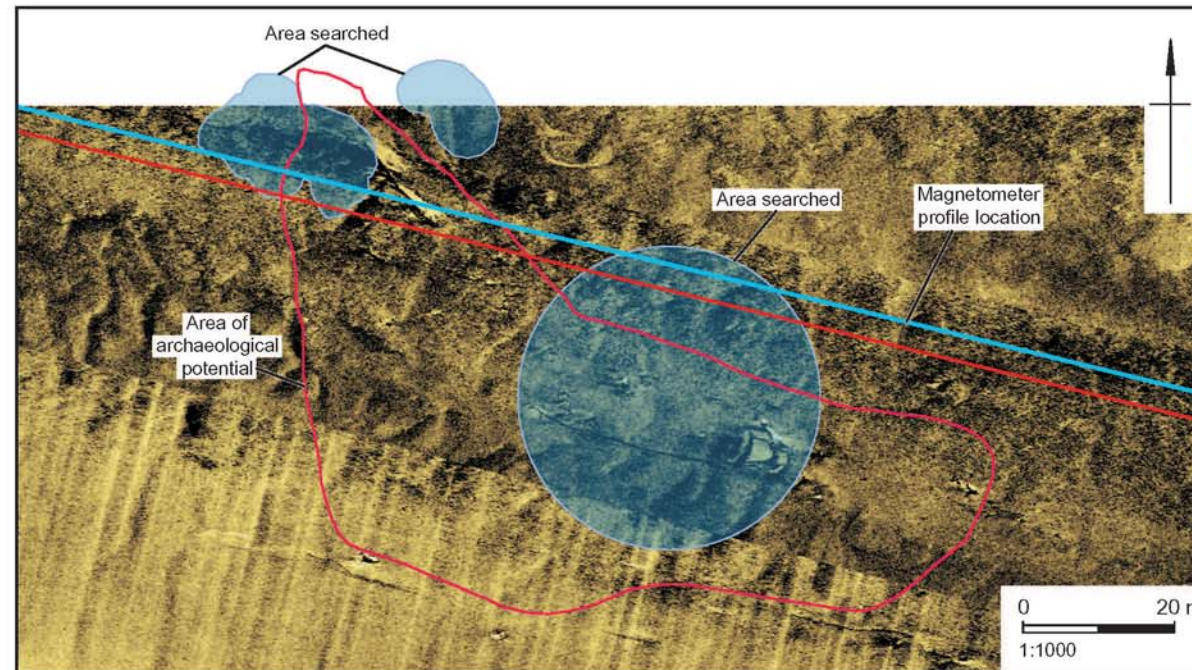 Area searched
Area searched
Magnetometer
profile location
Area of
archaeological
potential
0 20
1:1000